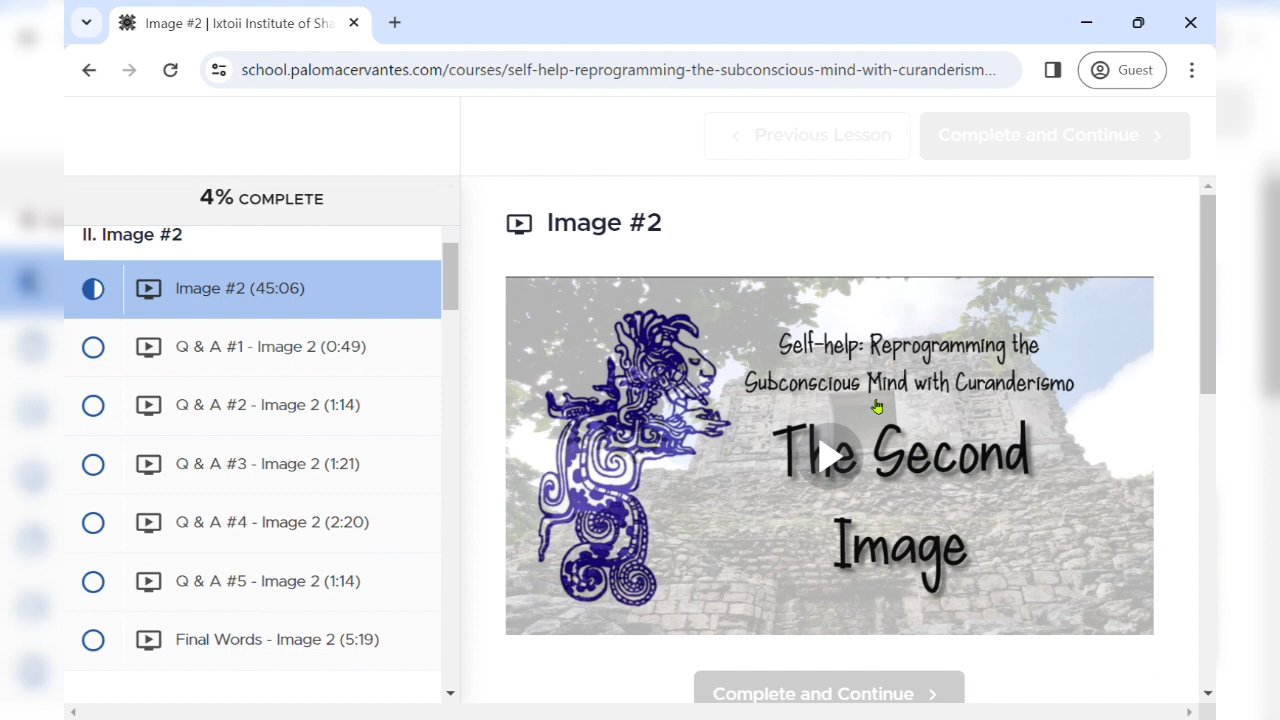 Image #2 | Ixtoii Institute of Sha
school.palomacervantes.com/courses/self-help-reprogramming-the-subconscious-mind-with-curanderism...
Guest
Previous Lesson
Complete and Continue
4% COMPLETE
II. Image #2
Image #2 (45:06)
Q & A #1 - Image 2 (0:49)
Q & A #2 - Image 2 (1:14)
Q & A #3 - Image 2 (1:21)
Q & A #4 - Image 2 (2:20)
Q & A #5 - Image 2 (1:14)
Final Words - Image 2 (5:19)
Image #2
Self-help: Reprogramming the
Subconscious Mind with Curanderismo
The Second
Image
Complete and Continue